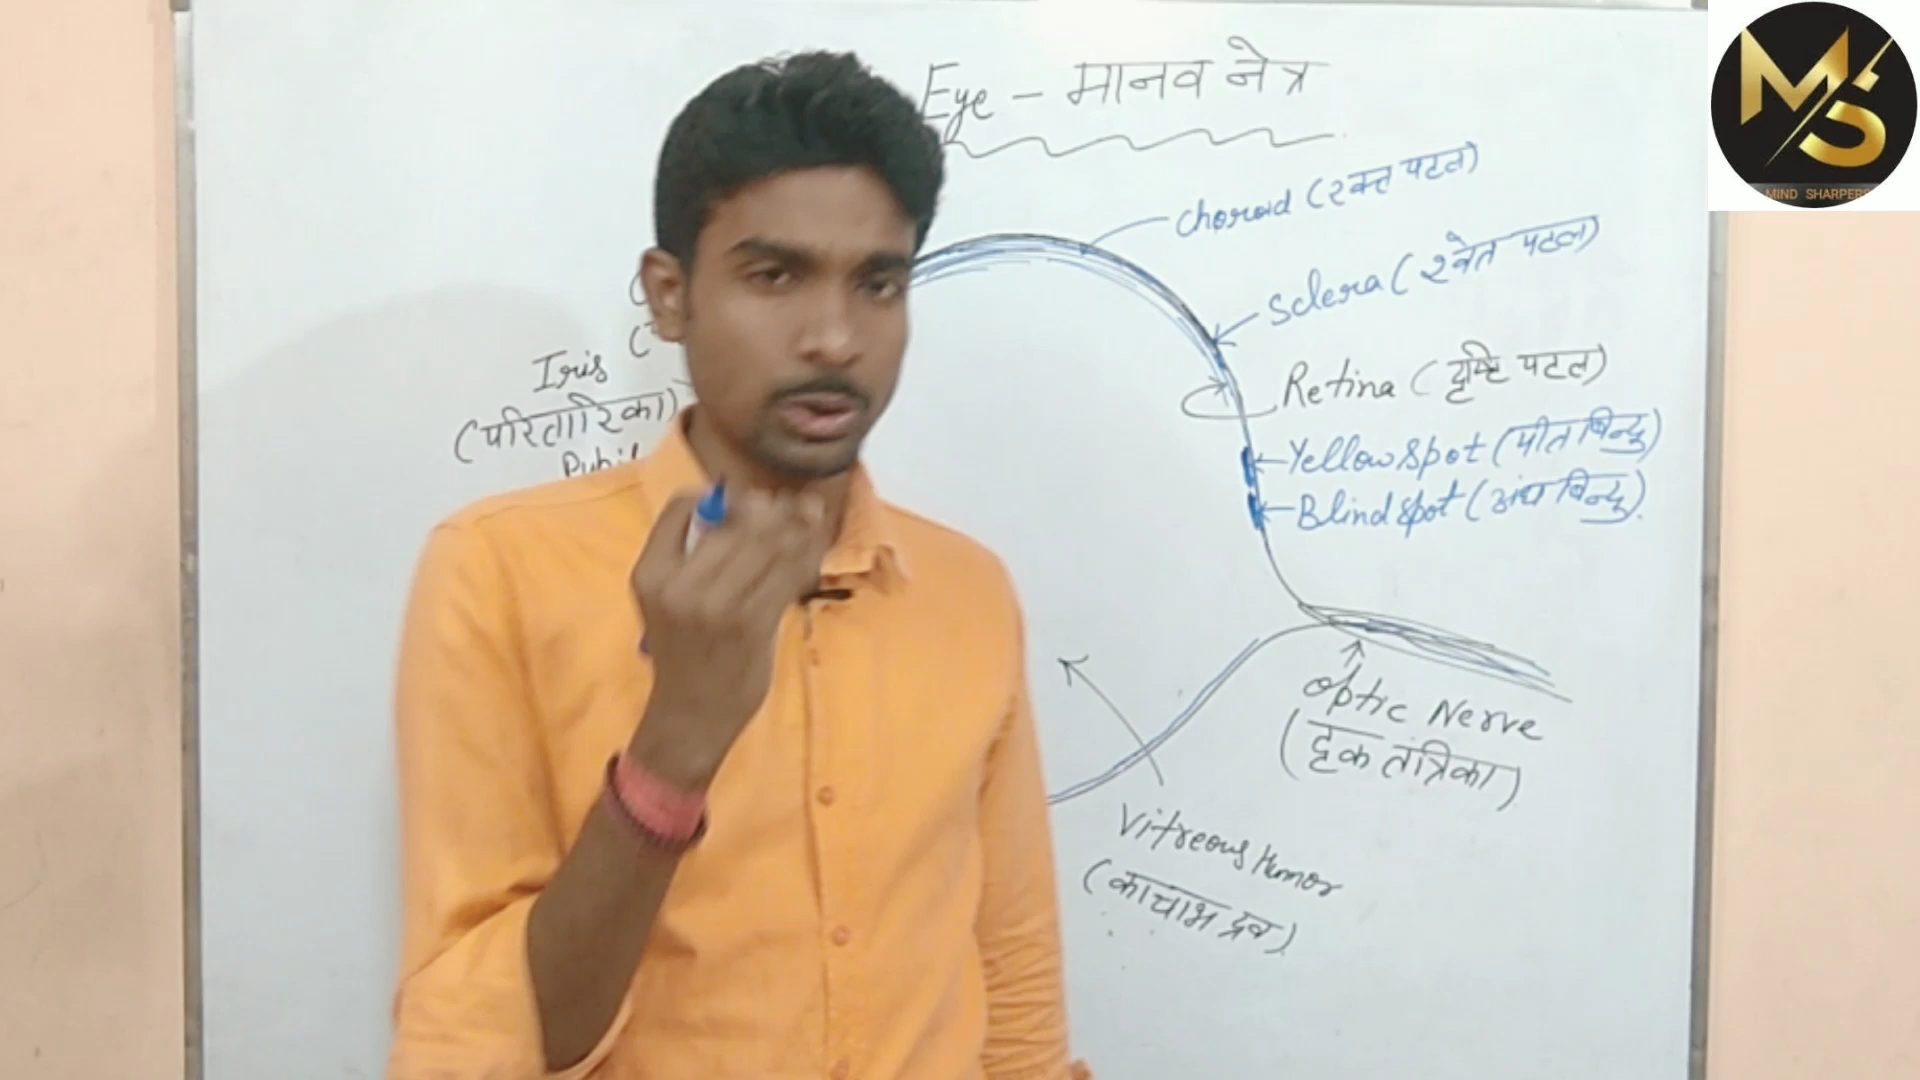 Eye - मानव नेत्र
MS
MIND SHARPERS
Choroid (रक्त पटल)
Sclera (श्वेत पटल)
Retina (दृष्टि पटल)
Iris
(परितारिका)
Yellow Spot (पीत बिन्दु)
Blind Spot (अंध बिन्दु)
Optic Nerve
(दृक तंत्रिका)
Vitreous Humor
(काचाभ द्रव)